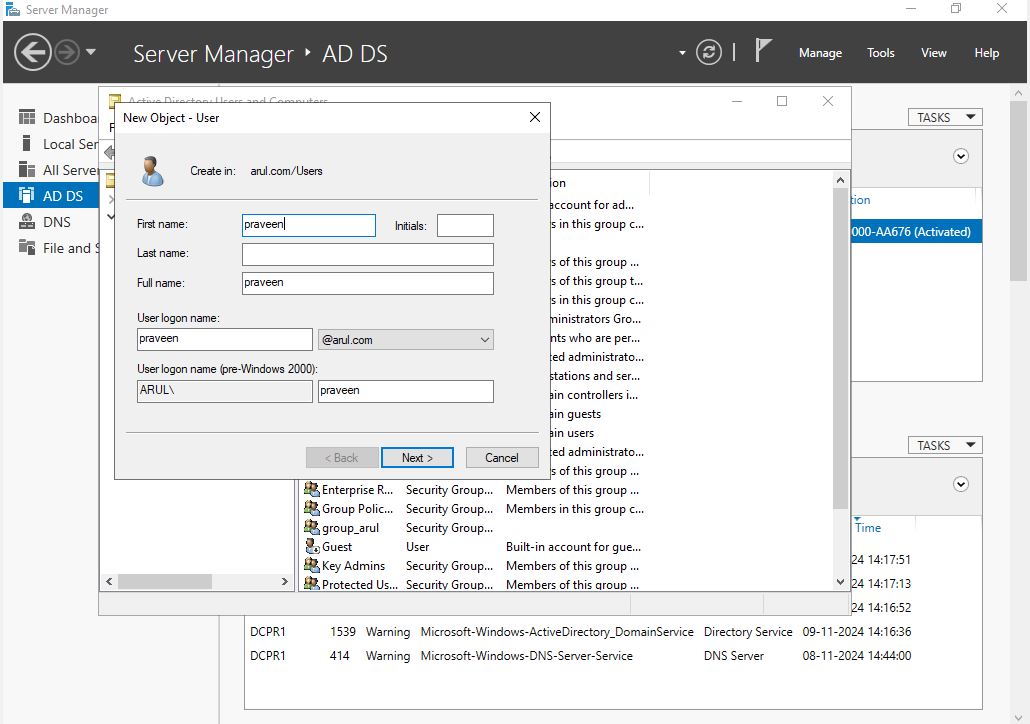 Server Manager
Server Manager ‣ AD DS
Manage Tools View Help
Active Directory Users and Computers
New Object - User
Create in: arul.com/Users
First name: praveen Initials:
Last name:
Full name: praveen
User logon name:
praveen @arul.com
User logon name (pre-Windows 2000):
ARUL\ praveen
< Back Next > Cancel
Dashboa
Local Ser
All Server
AD DS
DNS
File and S
TASKS
000-AA676 (Activated)
account for ad...
s in this group c...
s of this group ...
s of this group t...
s in this group c...
ministrators Gro...
nts who are per...
ed administrato...
stations and ser...
ain controllers i...
ain guests
ain users
ed administrato...
s of this group ...
Enterprise R... Security Group... Members of this group ...
Group Polic... Security Group... Members of this group c...
group_arul Security Group...
Guest User Built-in account for gue...
Key Admins Security Group... Members of this group ...
Protected Us... Security Group... Members of this group ...
TASKS
Time
24 14:17:51
24 14:17:13
24 14:16:52
DCPR1 1539 Warning Microsoft-Windows-ActiveDirectory_DomainService Directory Service 09-11-2024 14:16:36
DCPR1 414 Warning Microsoft-Windows-DNS-Server-Service DNS Server 08-11-2024 14:44:00